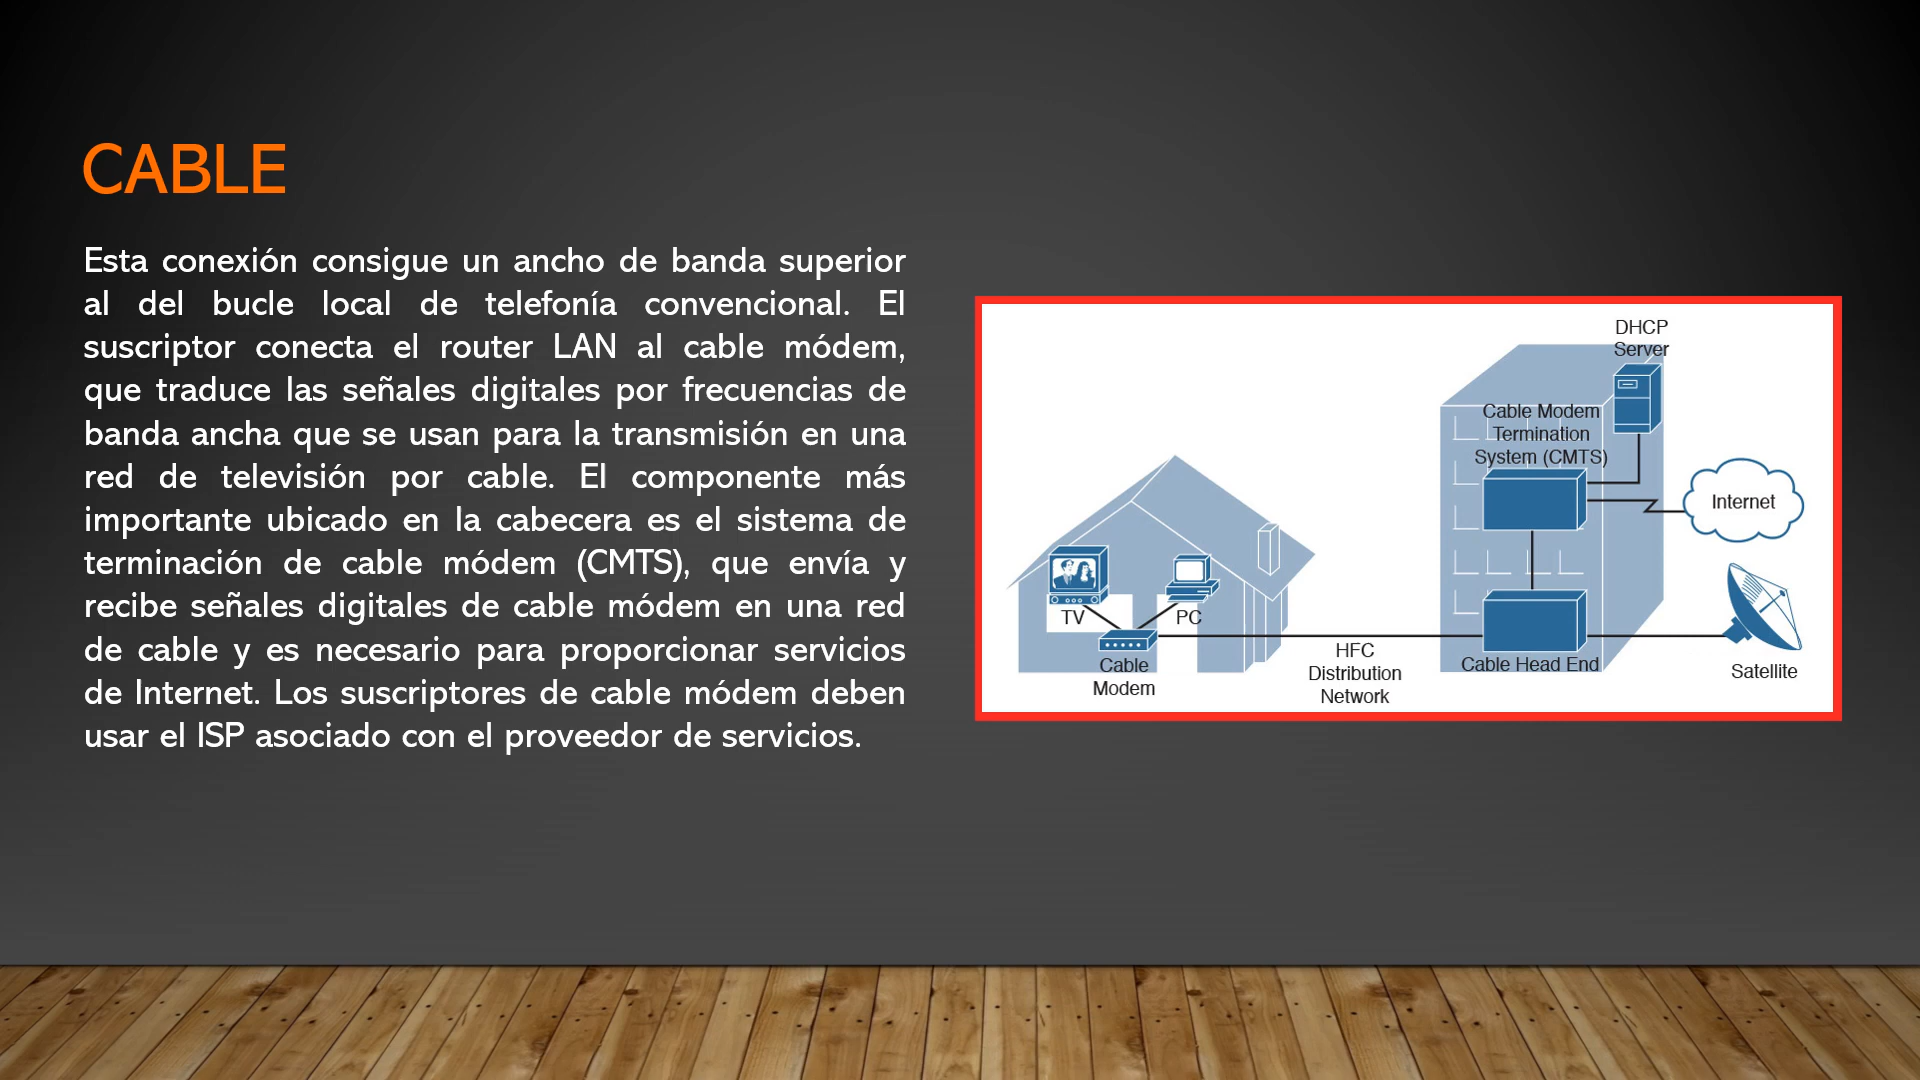 CABLE
Esta conexión consigue un ancho de banda superior
al del bucle local de telefonía convencional. El
suscriptor conecta el router LAN al cable módem,
que traduce las señales digitales por frecuencias de
banda ancha que se usan para la transmisión en una
red de televisión por cable. El componente más
importante ubicado en la cabecera es el sistema de
terminación de cable módem (CMTS), que envía y
recibe señales digitales de cable módem en una red
de cable y es necesario para proporcionar servicios
de Internet. Los suscriptores de cable módem deben
usar el ISP asociado con el proveedor de servicios.
DHCP
Server
Cable Modem
Termination
System (CMTS)
Internet
TV
PC
Cable
Modem
HFC
Distribution
Network
Cable Head End
Satellite